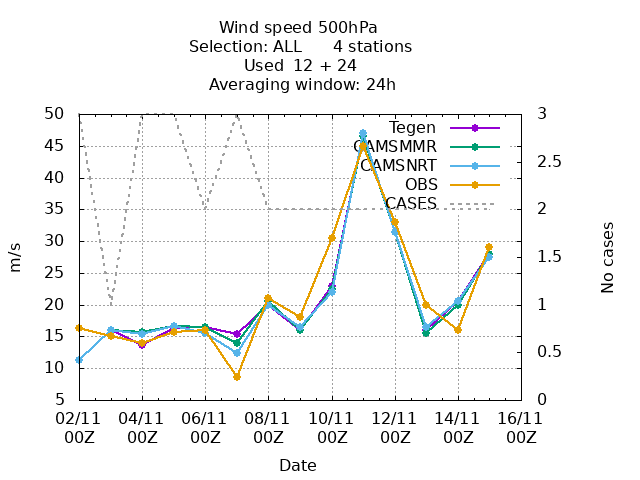 Wind speed 500hPa
Selection: ALL      4 stations
Used  12 + 24
Averaging window: 24h
50
45
40
35
30
25
20
15
10
5
3
2.5
2
1.5
1
0.5
0
Tegen
CAMSMMR
CAMSNRT
OBS
CASES
m/s
No cases
02/11 04/11 06/11 08/11 10/11 12/11 14/11 16/11
00Z 00Z 00Z 00Z 00Z 00Z 00Z 00Z
Date